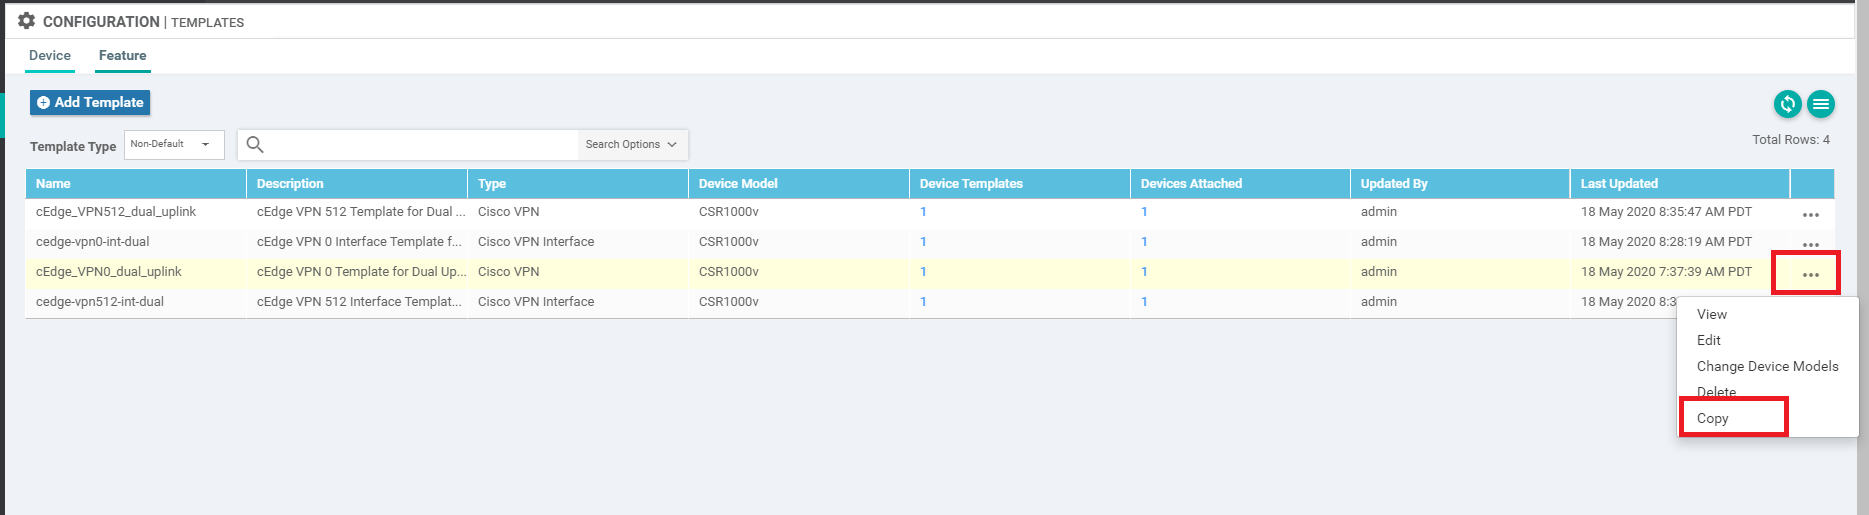 CONFIGURATION | TEMPLATES
Device Feature
Add Template
Template Type Non-Default Search Options Total Rows: 4
Name Description Type Device Model Device Templates Devices Attached Updated By Last Updated
cEdge_VPN512_dual_uplink cEdge VPN 512 Template for Dual ... Cisco VPN CSR1000v 1 1 admin 18 May 2020 8:35:47 AM PDT
cedge-vpn0-int-dual cEdge VPN 0 Interface Template f... Cisco VPN Interface CSR1000v 1 1 admin 18 May 2020 8:28:19 AM PDT
cEdge_VPN0_dual_uplink cEdge VPN 0 Template for Dual Up... Cisco VPN CSR1000v 1 1 admin 18 May 2020 7:37:39 AM PDT
cedge-vpn512-int-dual cEdge VPN 512 Interface Templat... Cisco VPN Interface CSR1000v 1 1 admin 18 May 2020 8:3
View
Edit
Change Device Models
Delete
Copy